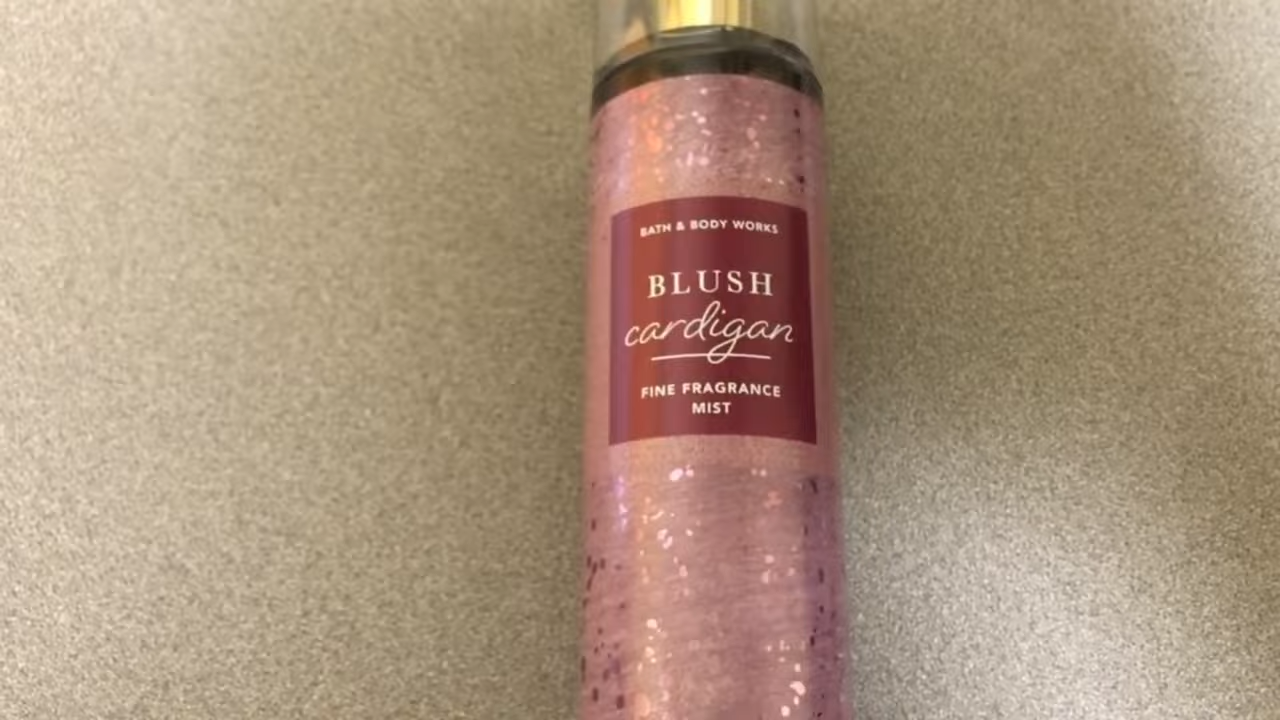 BATH & BODY WORKS
BLUSH
cardigan
FINE FRAGRANCE
MIST